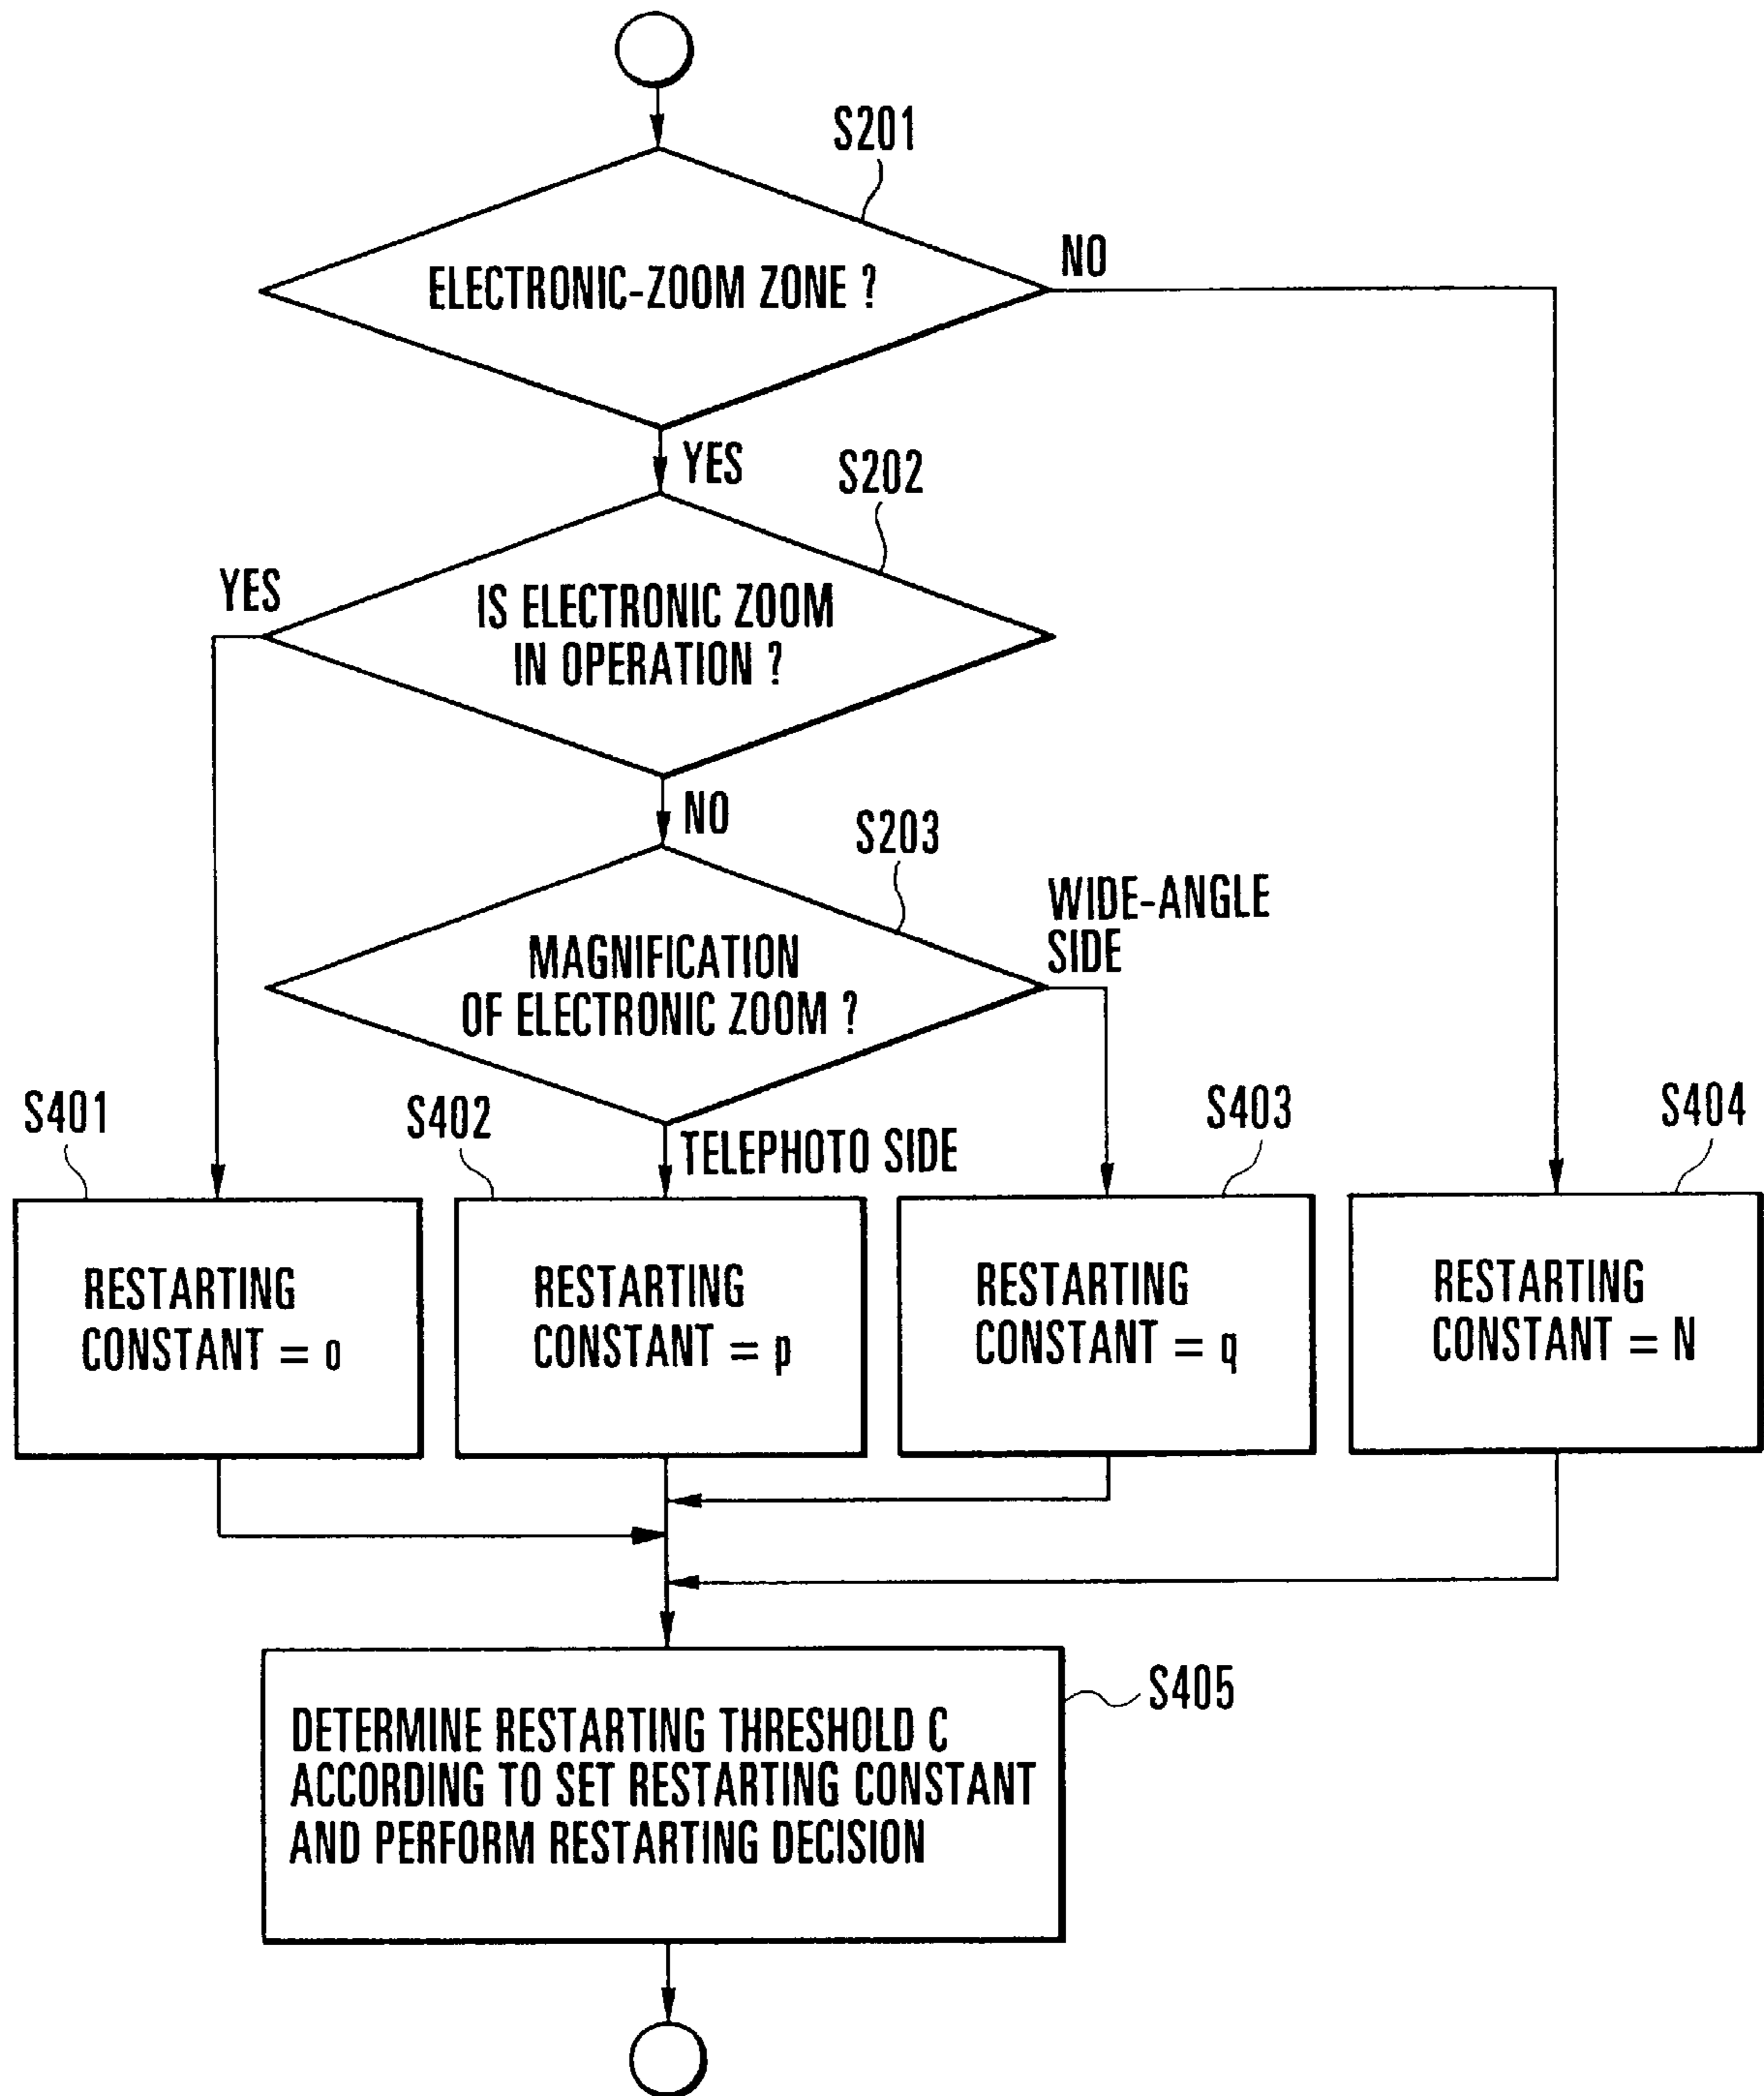 S201
ELECTRONIC-ZOOM ZONE ?
NO
YES
S202
YES
IS ELECTRONIC ZOOM
IN OPERATION ?
NO
S203
WIDE-ANGLE
SIDE
MAGNIFICATION
OF ELECTRONIC ZOOM ?
S401
S402
TELEPHOTO SIDE
S403
S404
RESTARTING
CONSTANT = o
RESTARTING
CONSTANT = p
RESTARTING
CONSTANT = q
RESTARTING
CONSTANT = N
S405
DETERMINE RESTARTING THRESHOLD C
ACCORDING TO SET RESTARTING CONSTANT
AND PERFORM RESTARTING DECISION